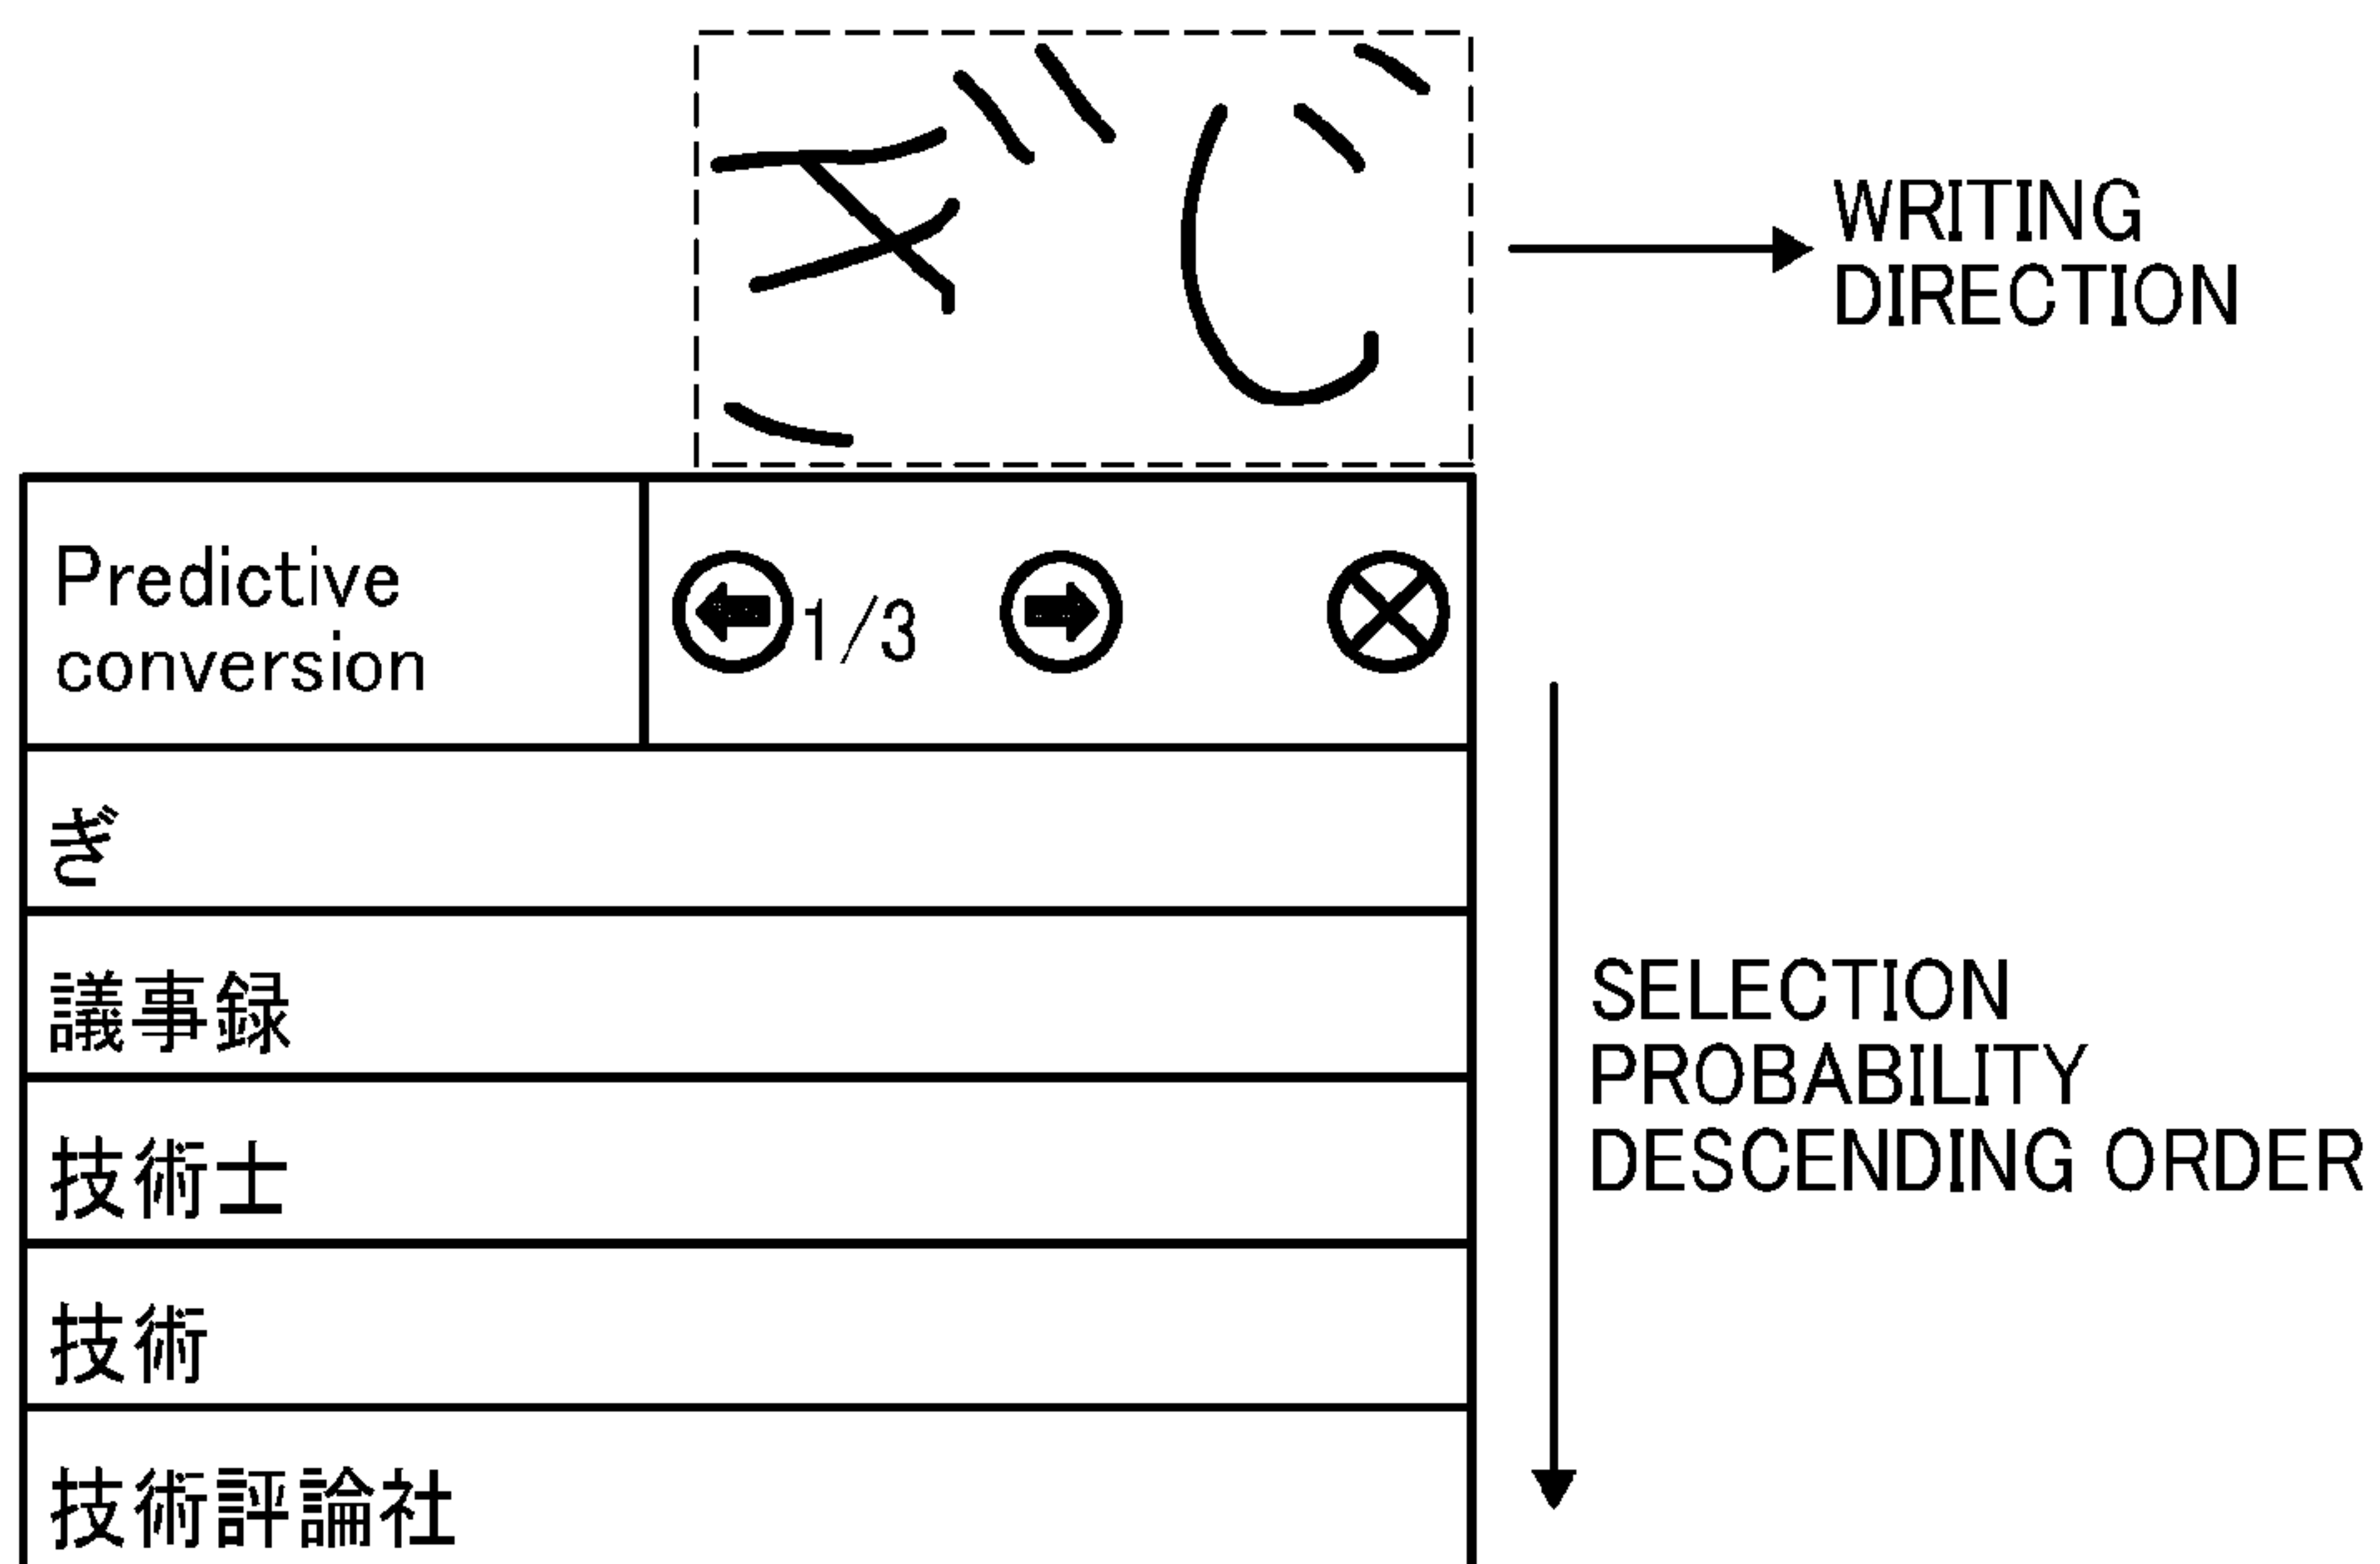 ぎじ
WRITING
DIRECTION
Predictive
conversion
1/3
ぎ
議事録
技術士
技術
技術評論社
SELECTION
PROBABILITY
DESCENDING ORDER